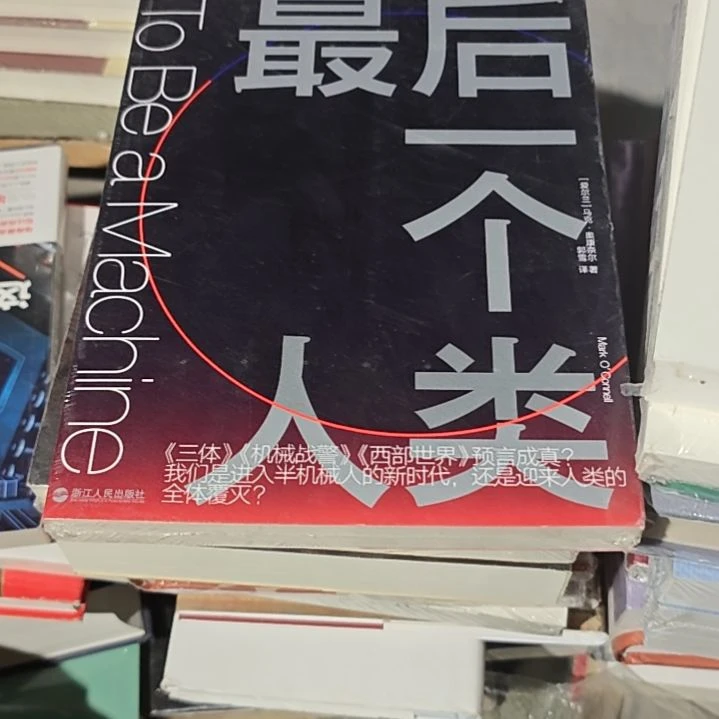 To Be a Machine
最后一个人类
[爱尔兰]马克·奥康奈尔 著
郭雪 译
Mark O'Connell
《三体》《机械战警》《西部世界》预言成真？
我们是进入半机械人的新时代，还是迎来人类的
全体覆灭？
浙江人民出版社
这